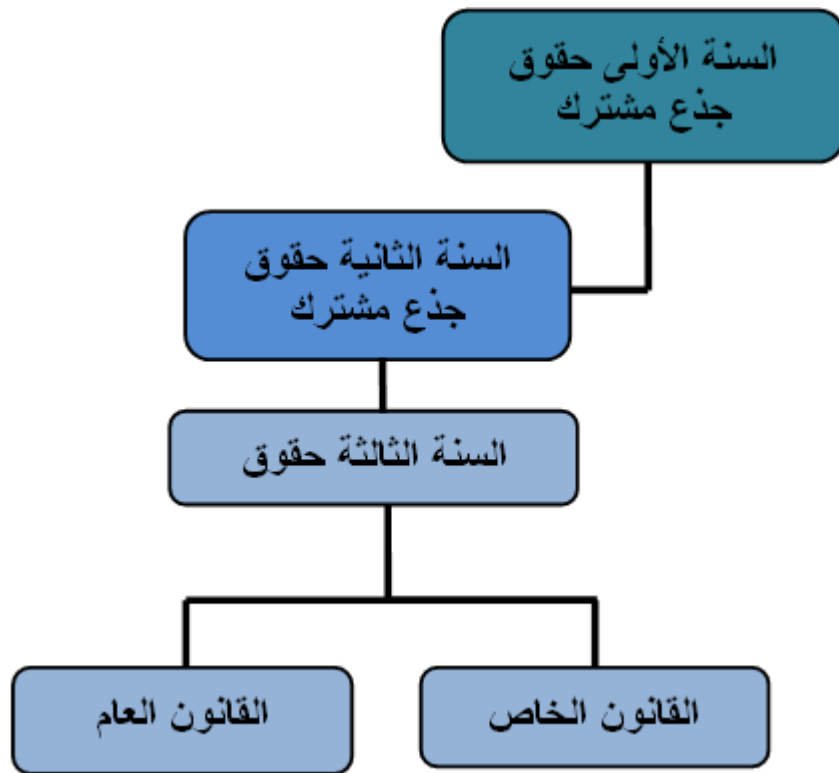 السنة الأولى حقوق
جذع مشترك
السنة الثانية حقوق
جذع مشترك
السنة الثالثة حقوق
القانون الخاص
القانون العام